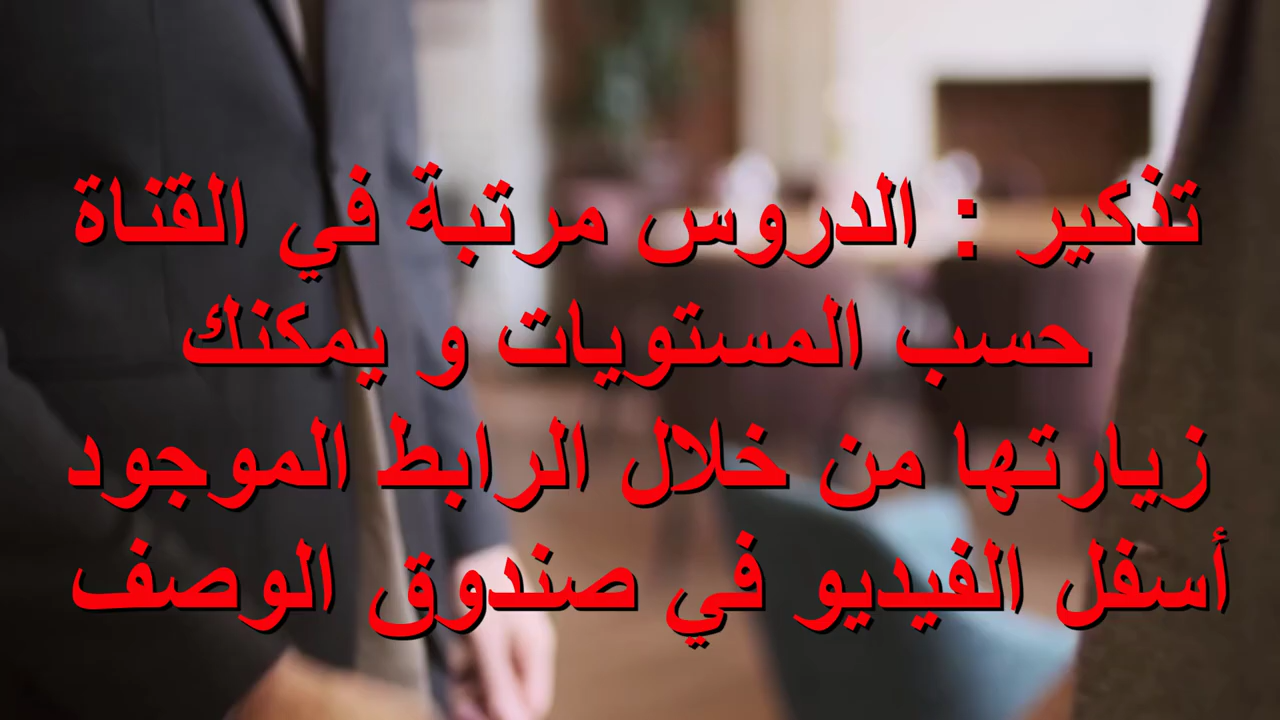 تذكير : الدروس مرتبة في القناة
حسب المستويات و يمكنك
زيارتها من خلال الرابط الموجود
أسفل الفيديو في صندوق الوصف